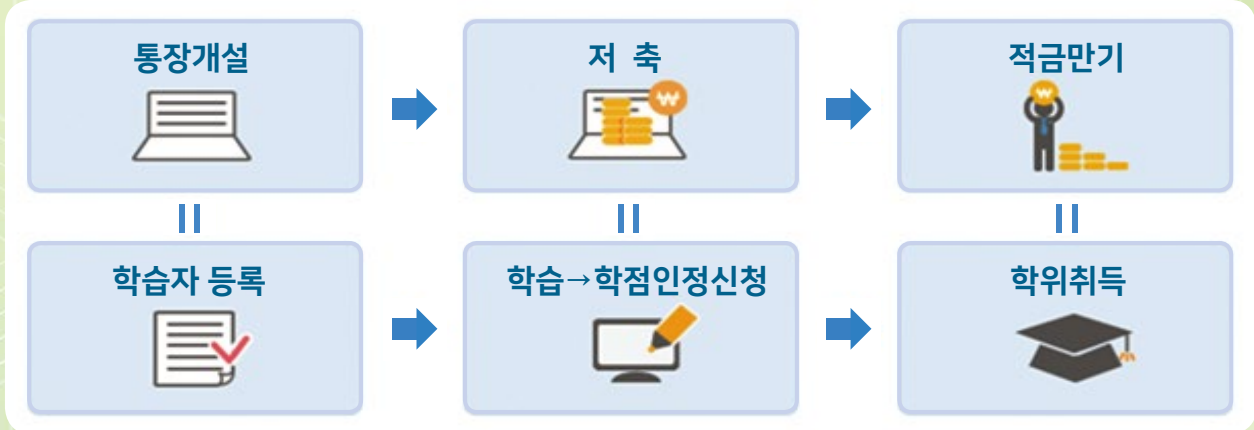 통장개설
저 축
적금만기
학습자 등록
학습→학점인정신청
학위취득